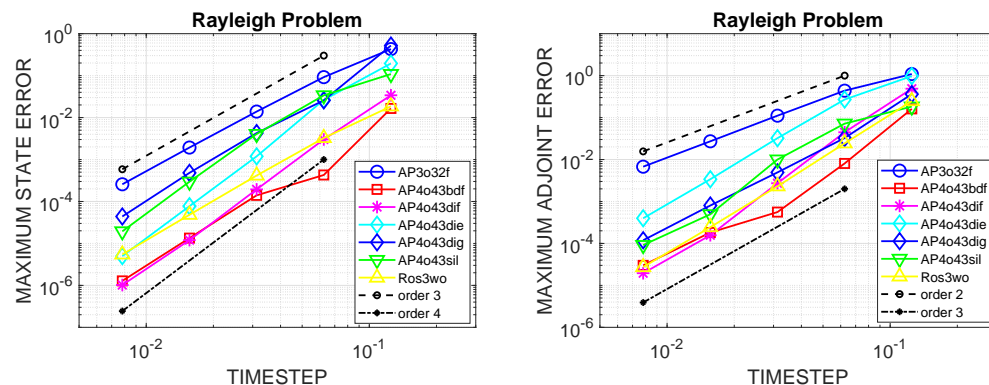 Rayleigh Problem
MAXIMUM STATE ERROR
10^0
10^-2
10^-4
10^-6
10^-2
10^-1
TIMESTEP
AP3o32f
AP4o43bdf
AP4o43dif
AP4o43die
AP4o43dig
AP4o43sil
Ros3wo
order 3
order 4
Rayleigh Problem
MAXIMUM ADJOINT ERROR
10^0
10^-2
10^-4
10^-6
10^-2
10^-1
TIMESTEP
AP3o32f
AP4o43bdf
AP4o43dif
AP4o43die
AP4o43dig
AP4o43sil
Ros3wo
order 2
order 3